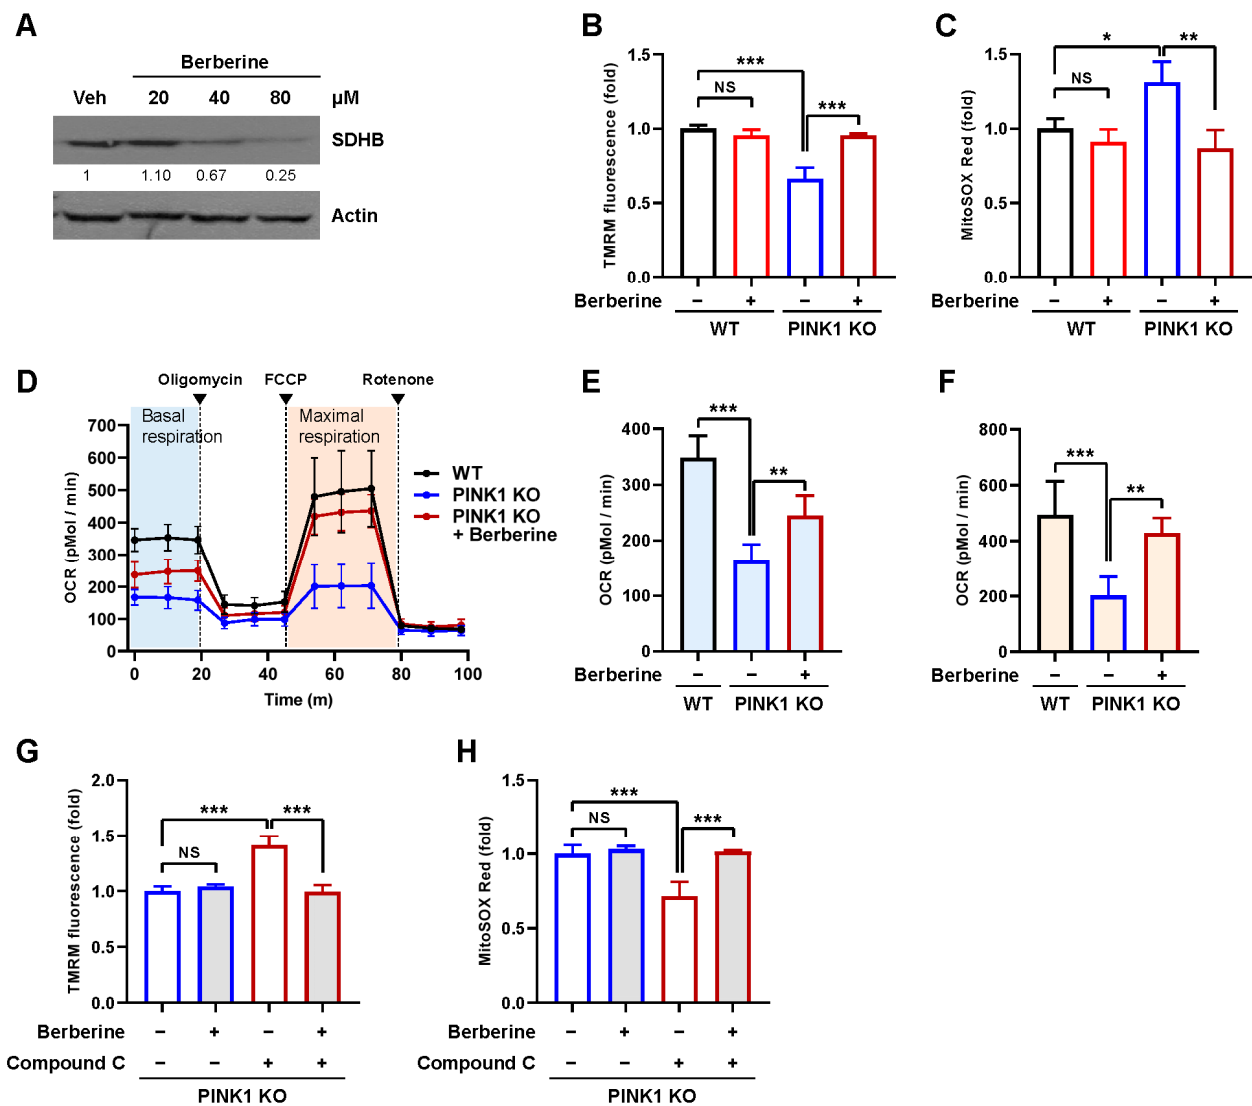 A
Berberine
Veh 20 40 80 µM
SDHB
1 1.10 0.67 0.25
Actin
B
TMRM fluorescence (fold)
1.5
1.0
0.5
0.0
***
NS
***
Berberine − + − +
WT PINK1 KO
C
MitoSOX Red (fold)
1.5
1.0
0.5
0.0
* **
NS
Berberine − + − +
WT PINK1 KO
D
Oligomycin FCCP Rotenone
Basal respiration
Maximal respiration
OCR (pMol / min)
700
600
500
400
300
200
100
0
0 20 40 60 80 100
Time (m)
WT
PINK1 KO
PINK1 KO
+ Berberine
E
OCR (pMol / min)
400
300
200
100
0
***
**
Berberine − − +
WT PINK1 KO
F
OCR (pMol / min)
800
600
400
200
0
***
**
Berberine − − +
WT PINK1 KO
G
TMRM fluorescence (fold)
2.0
1.5
1.0
0.5
0.0
*** ***
NS
Berberine − + − +
Compound C − − + +
PINK1 KO
H
MitoSOX Red (fold)
1.5
1.0
0.5
0.0
***
NS ***
Berberine − + − +
Compound C − − + +
PINK1 KO